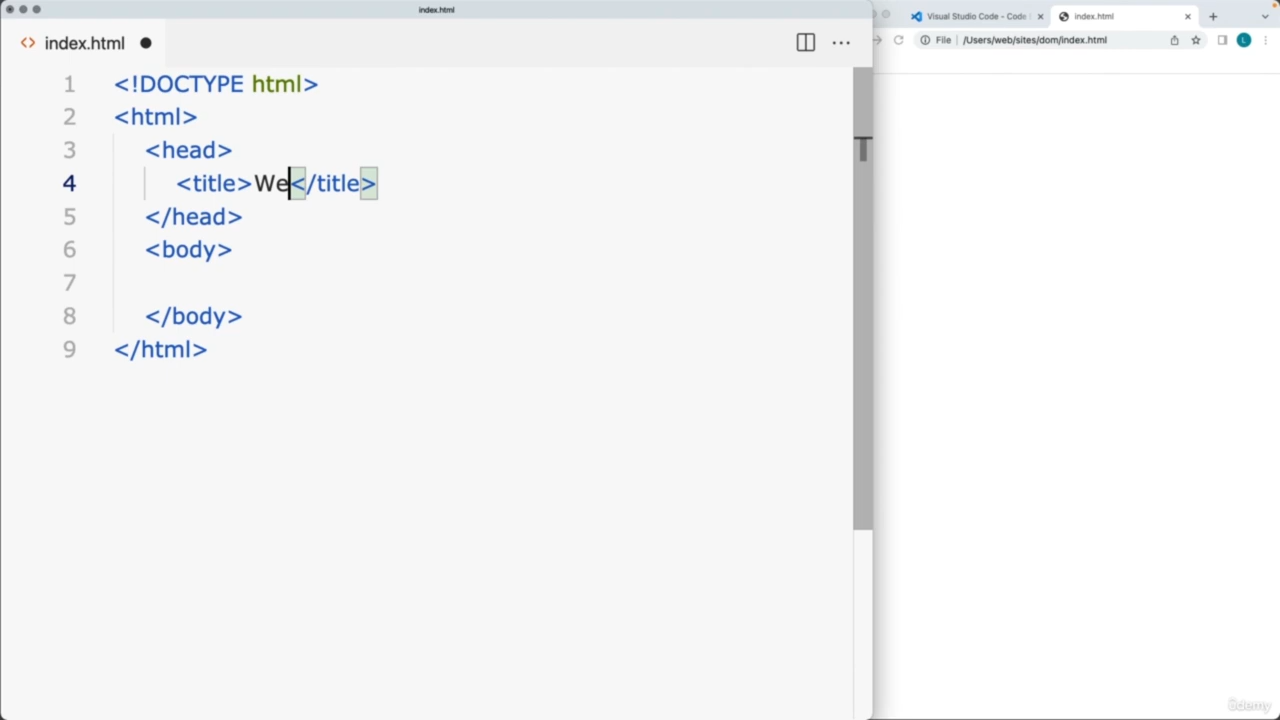 index.html
index.html
1 <!DOCTYPE html>
2 <html>
3 <head>
4 <title>We</title>
5 </head>
6 <body>
7
8 </body>
9 </html>
T
Visual Studio Code - Code
index.html
File
/Users/web/sites/dom/index.html
L
ûdemy